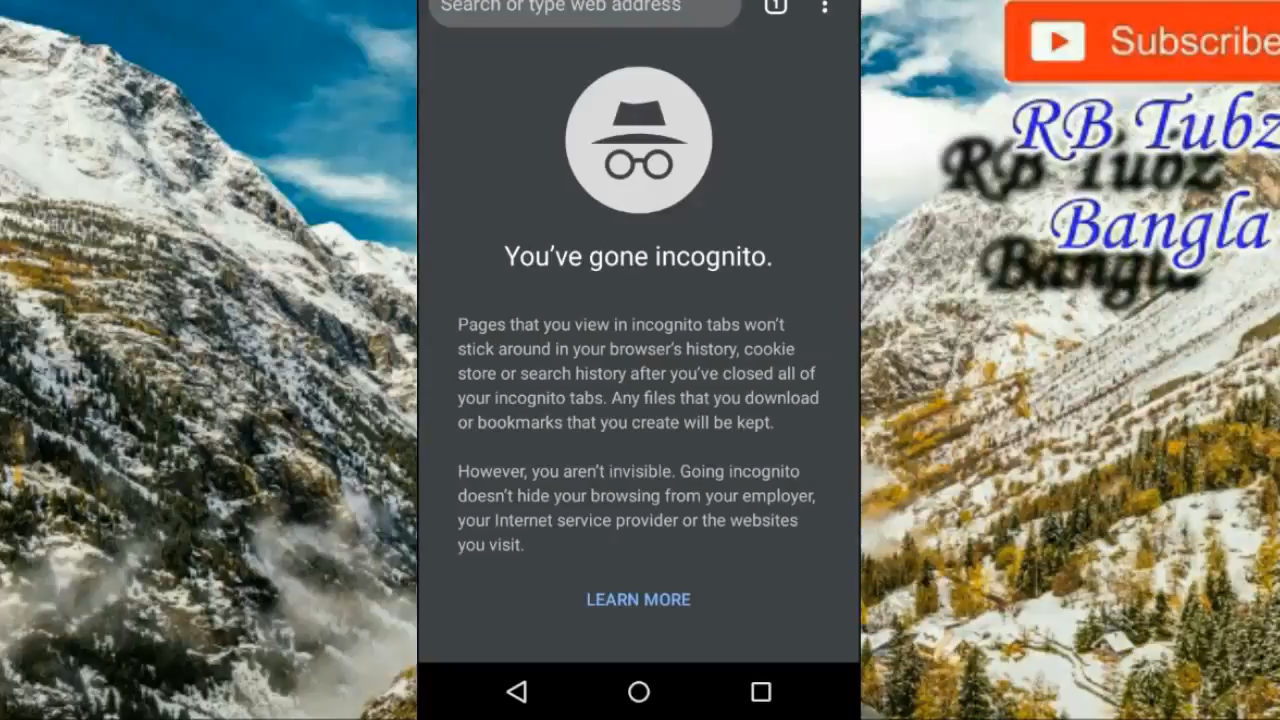 Search or type web address
1
Subscribe
RB Tubz
Bangla
You’ve gone incognito.
Pages that you view in incognito tabs won’t
stick around in your browser’s history, cookie
store or search history after you’ve closed all of
your incognito tabs. Any files that you download
or bookmarks that you create will be kept.
However, you aren’t invisible. Going incognito
doesn’t hide your browsing from your employer,
your Internet service provider or the websites
you visit.
LEARN MORE